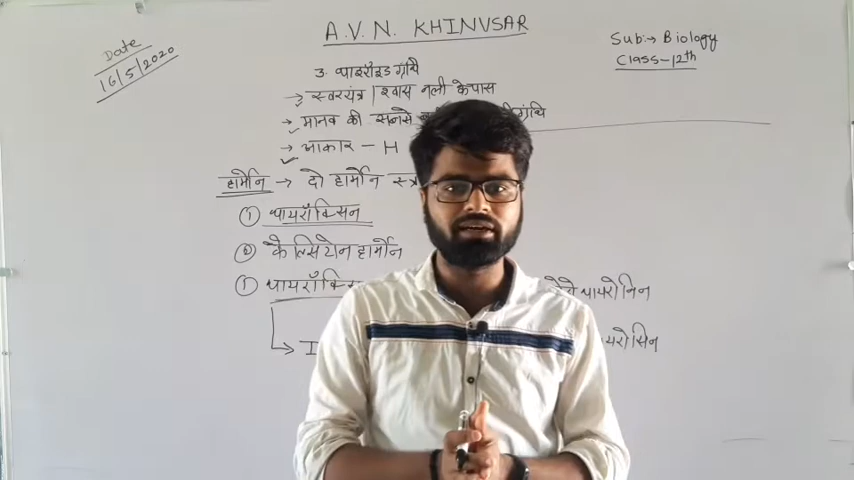 A.V.N. KHINVSAR
Date
16/5/2020
Sub:→ Biology
Class-12th
3. थाइरॉइड ग्रंथि
→ स्वरयंत्र / श्वास नली के पास
→ मानव की सबसे
→ आकार – H
हार्मोन → दो हार्मोन
① थायरॉक्सिन
② केल्सिटोन हार्मोन
① थायरॉक्सि
थायरोनिन
→ I
यरोसिन